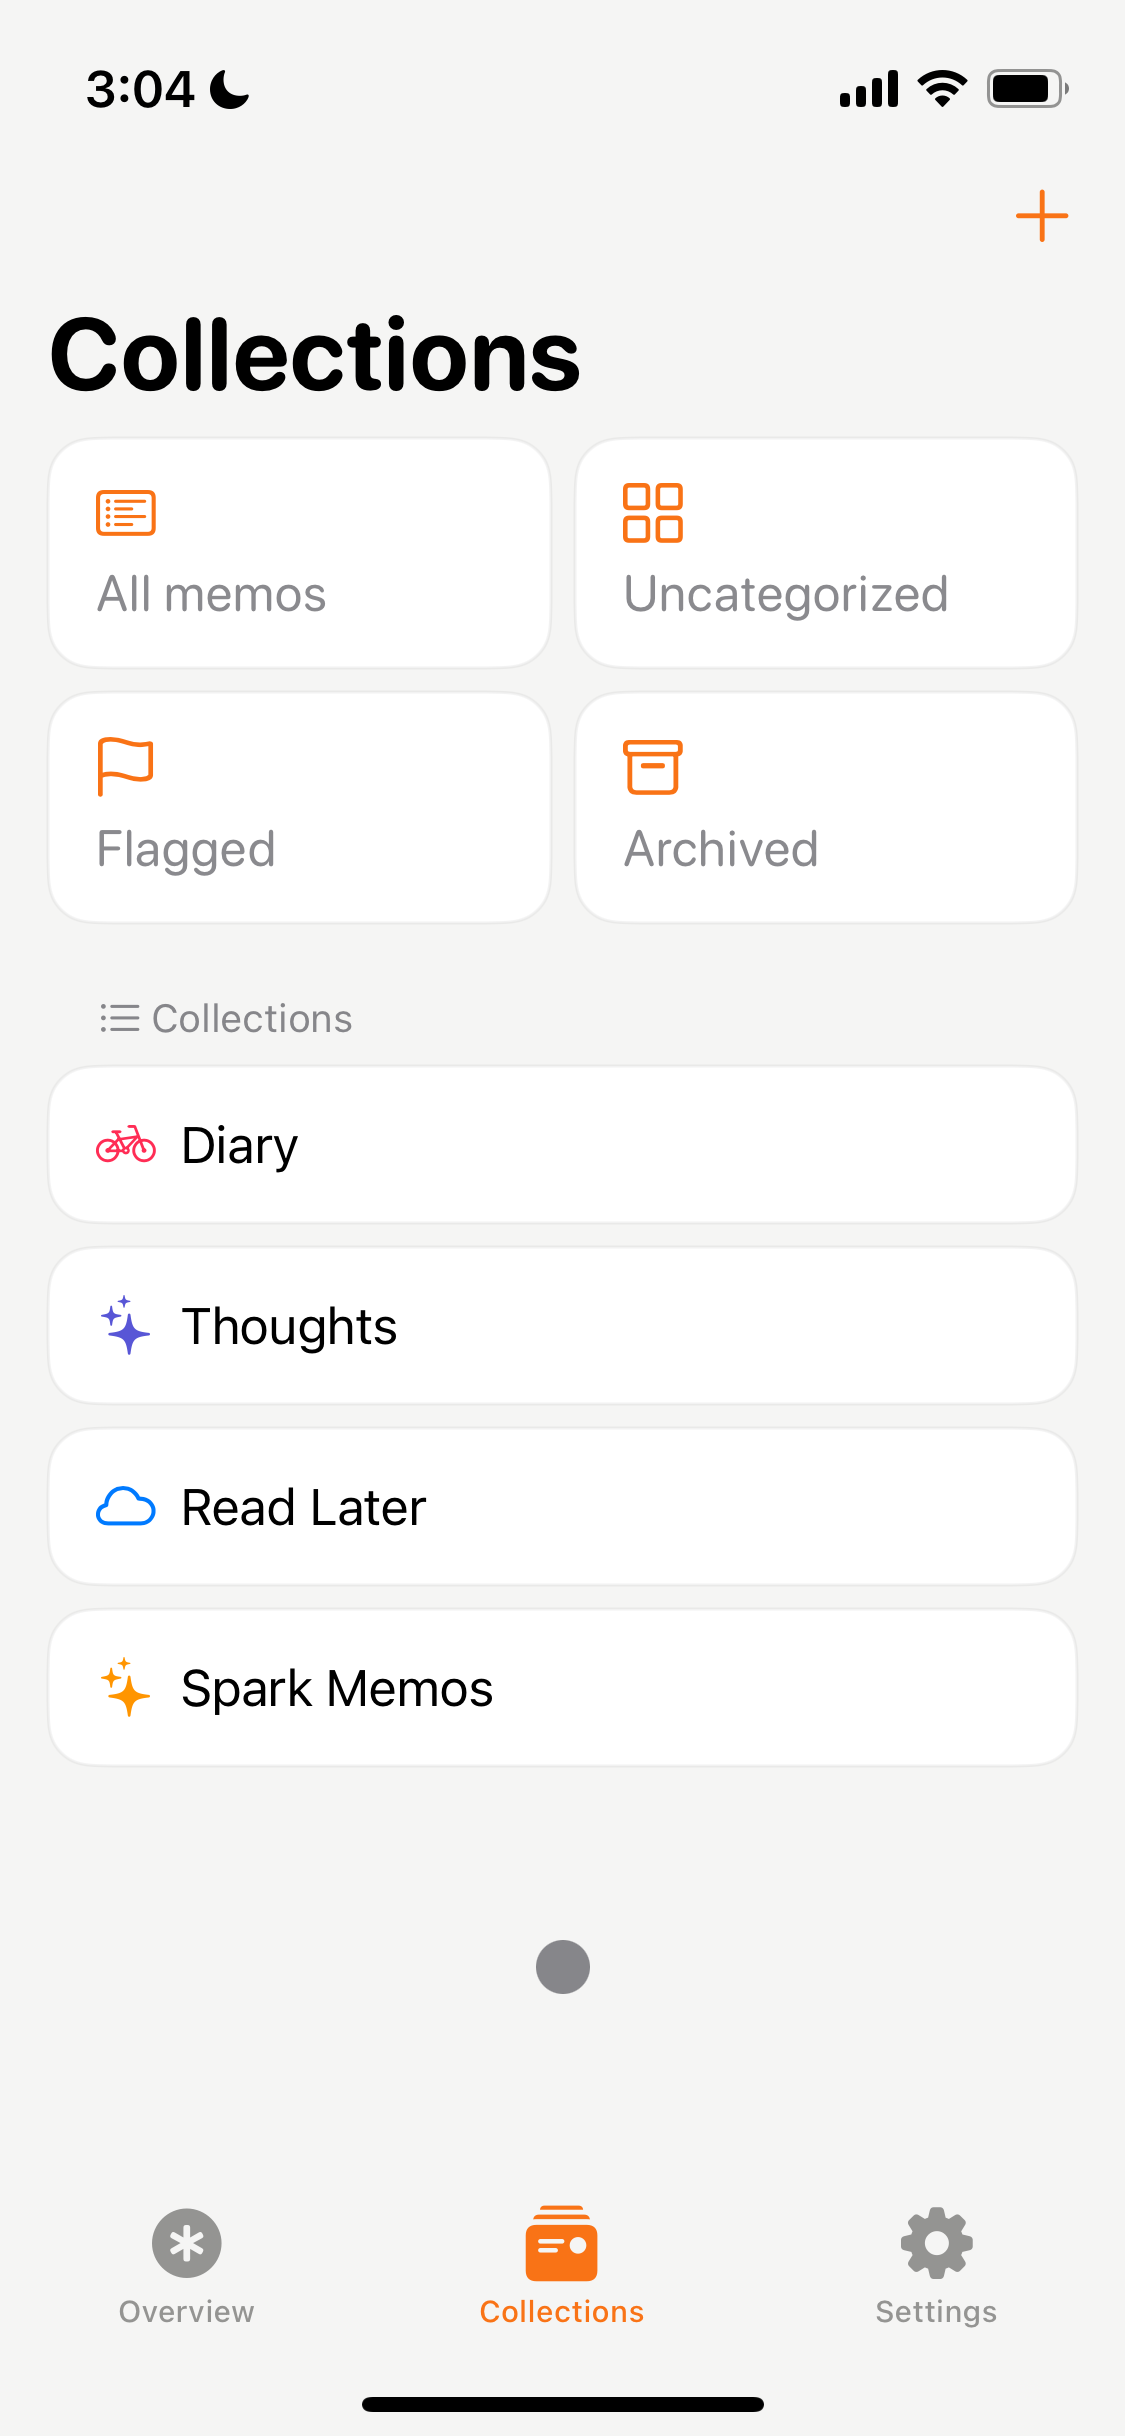 3:04
Collections
All memos
Uncategorized
Flagged
Archived
Collections
Diary
Thoughts
Read Later
Spark Memos
Overview
Collections
Settings